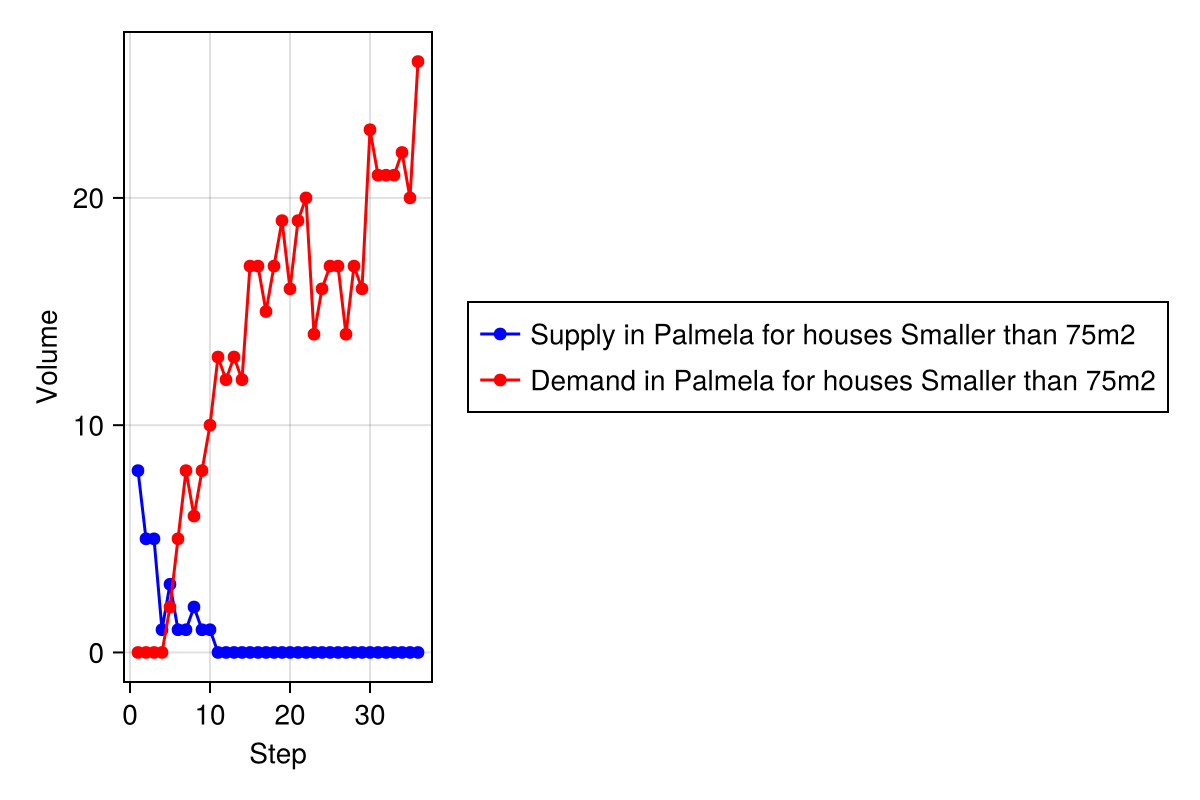 Volume
20
10
0
0 10 20 30
Step
Supply in Palmela for houses Smaller than 75m2
Demand in Palmela for houses Smaller than 75m2